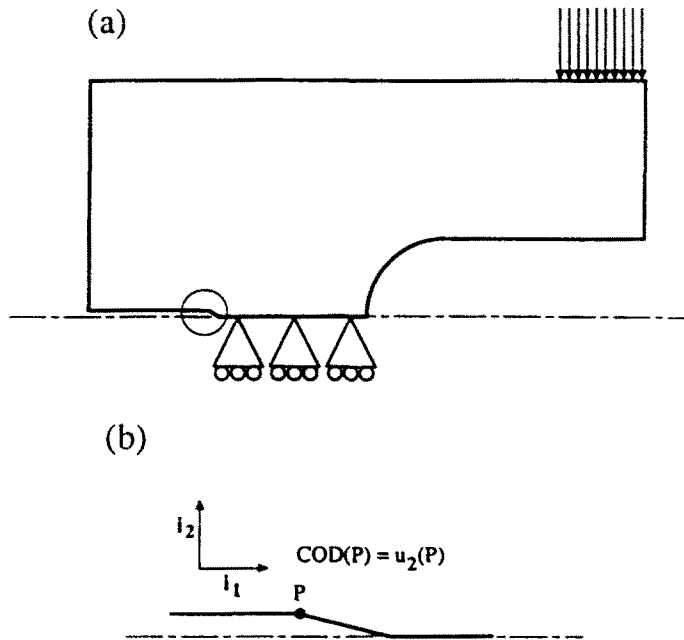 (a)
(b)
i₂
COD(P) = u₂(P)
i₁
P